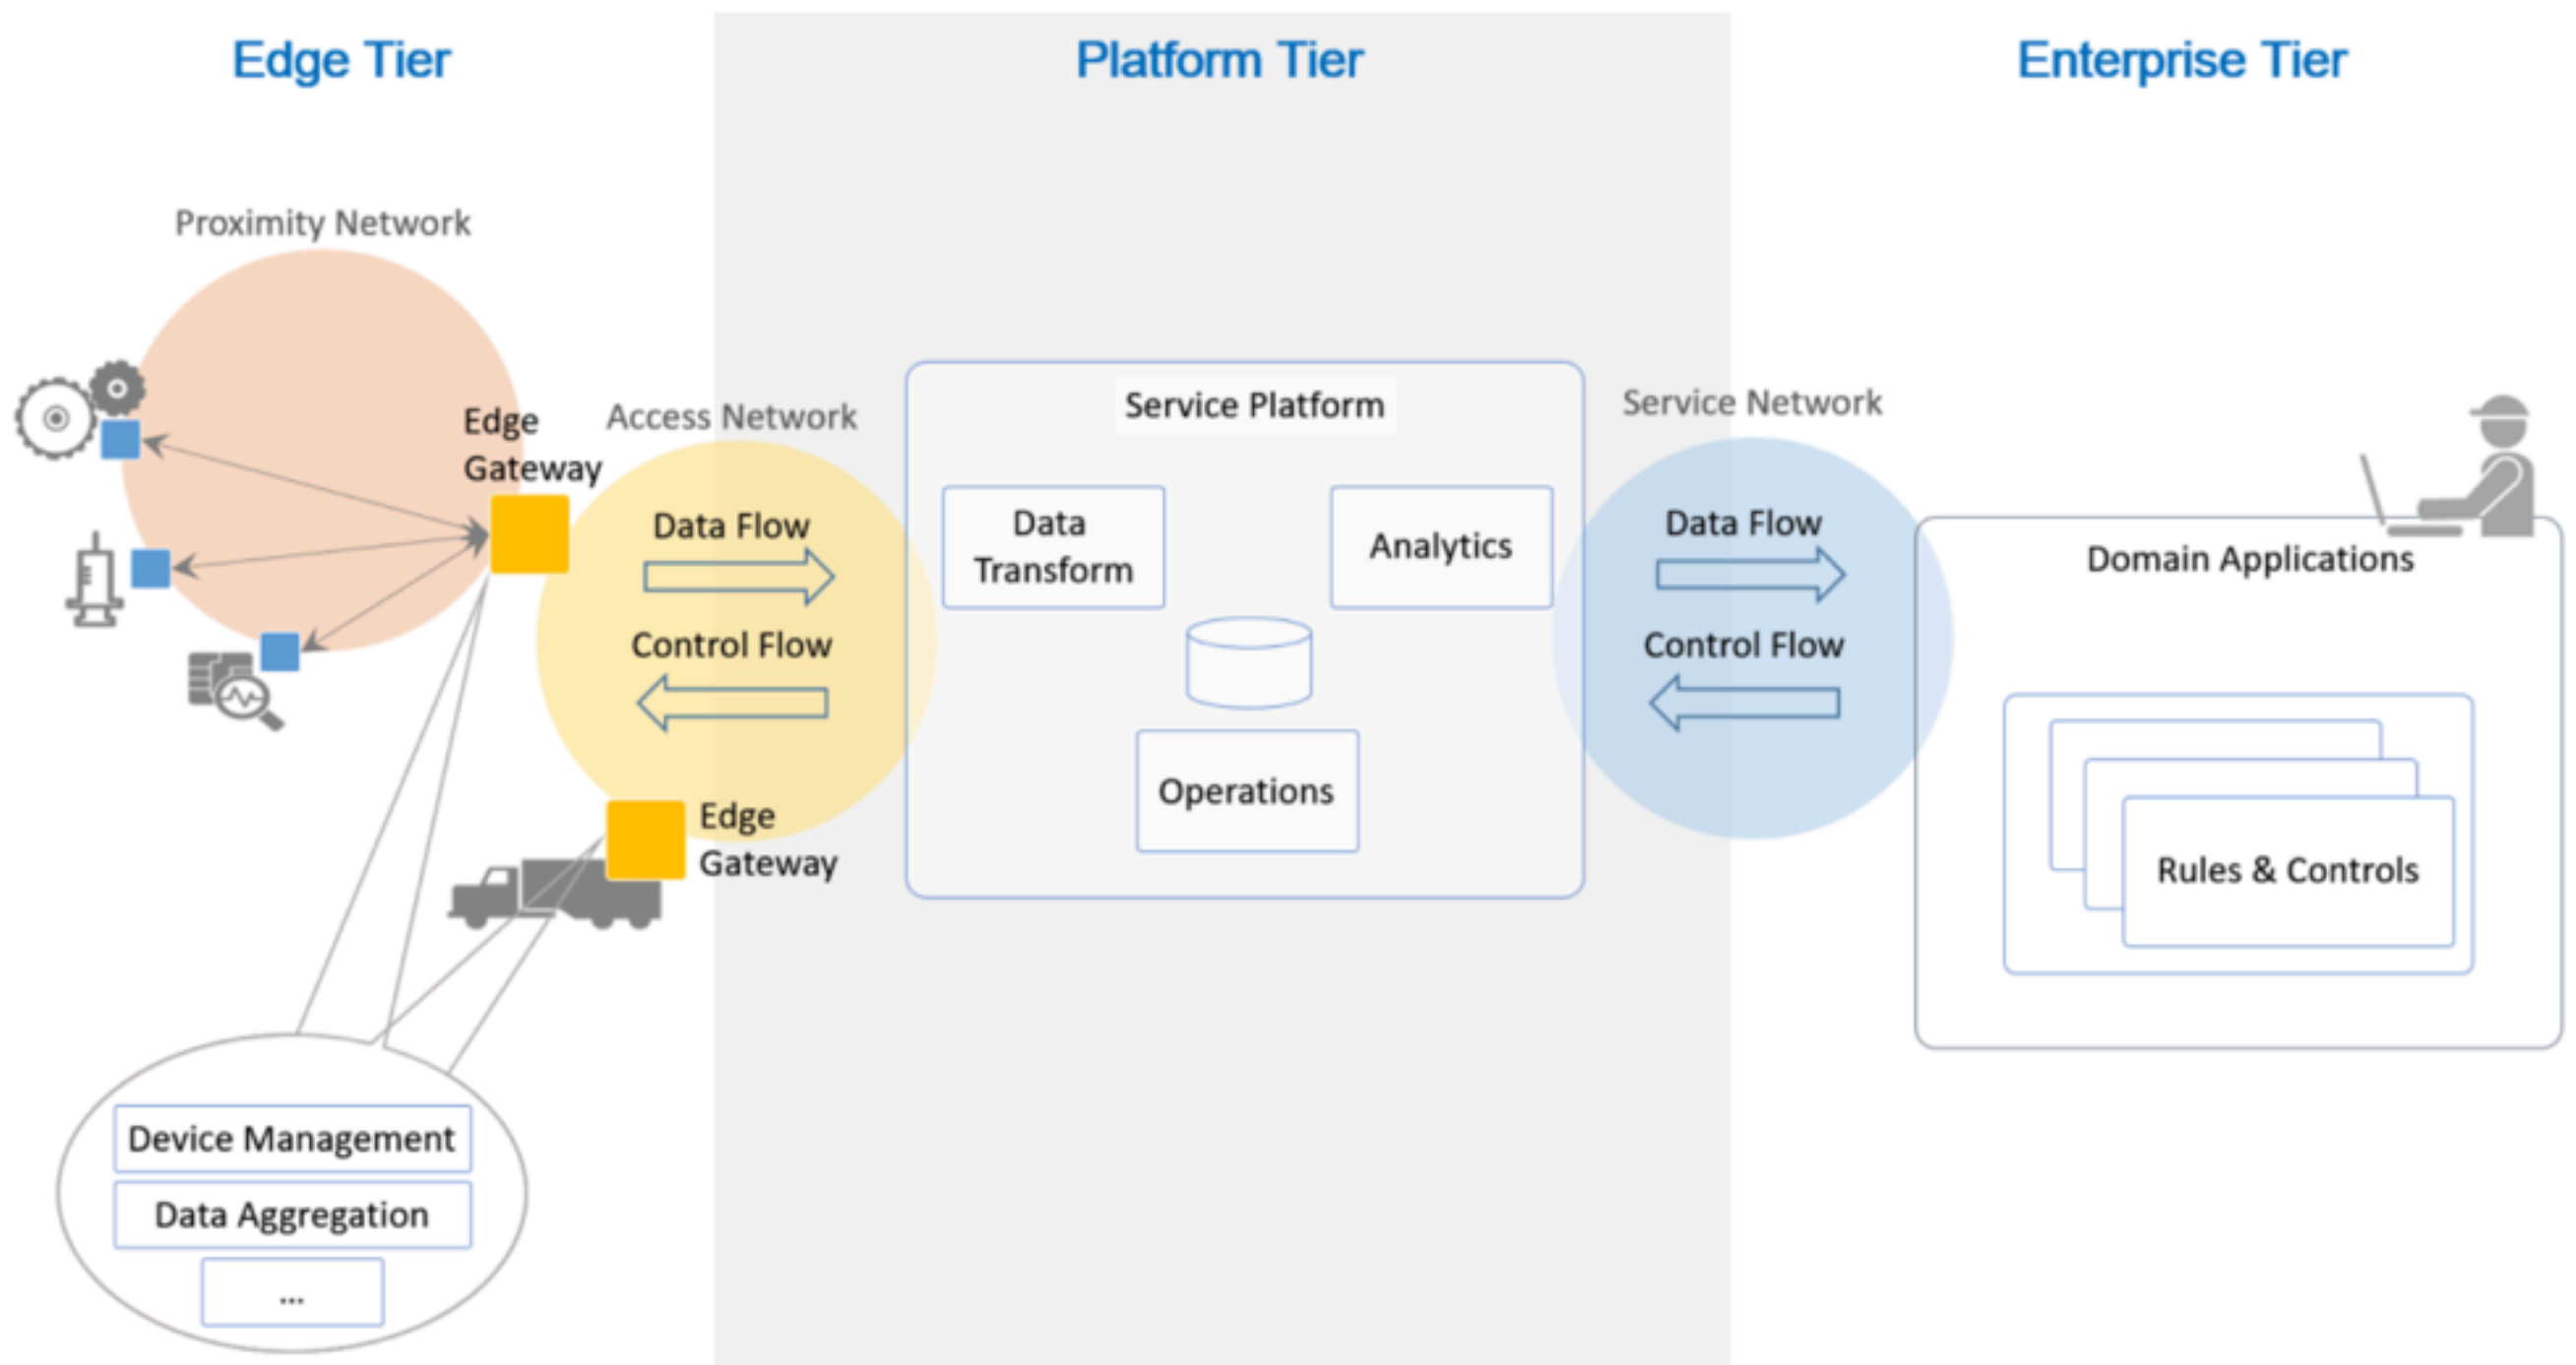 Edge Tier
Platform Tier
Enterprise Tier
Proximity Network
Edge
Gateway
Access Network
Data Flow
Control Flow
Edge
Gateway
Device Management
Data Aggregation
...
Service Platform
Data
Transform
Analytics
Operations
Service Network
Data Flow
Control Flow
Domain Applications
Rules & Controls